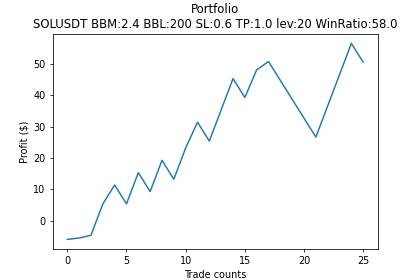 Portfolio
SOLUSDT BBM:2.4 BBL:200 SL:0.6 TP:1.0 lev:20 WinRatio:58.0
Profit ($)
50
40
30
20
10
0
0 5 10 15 20 25
Trade counts